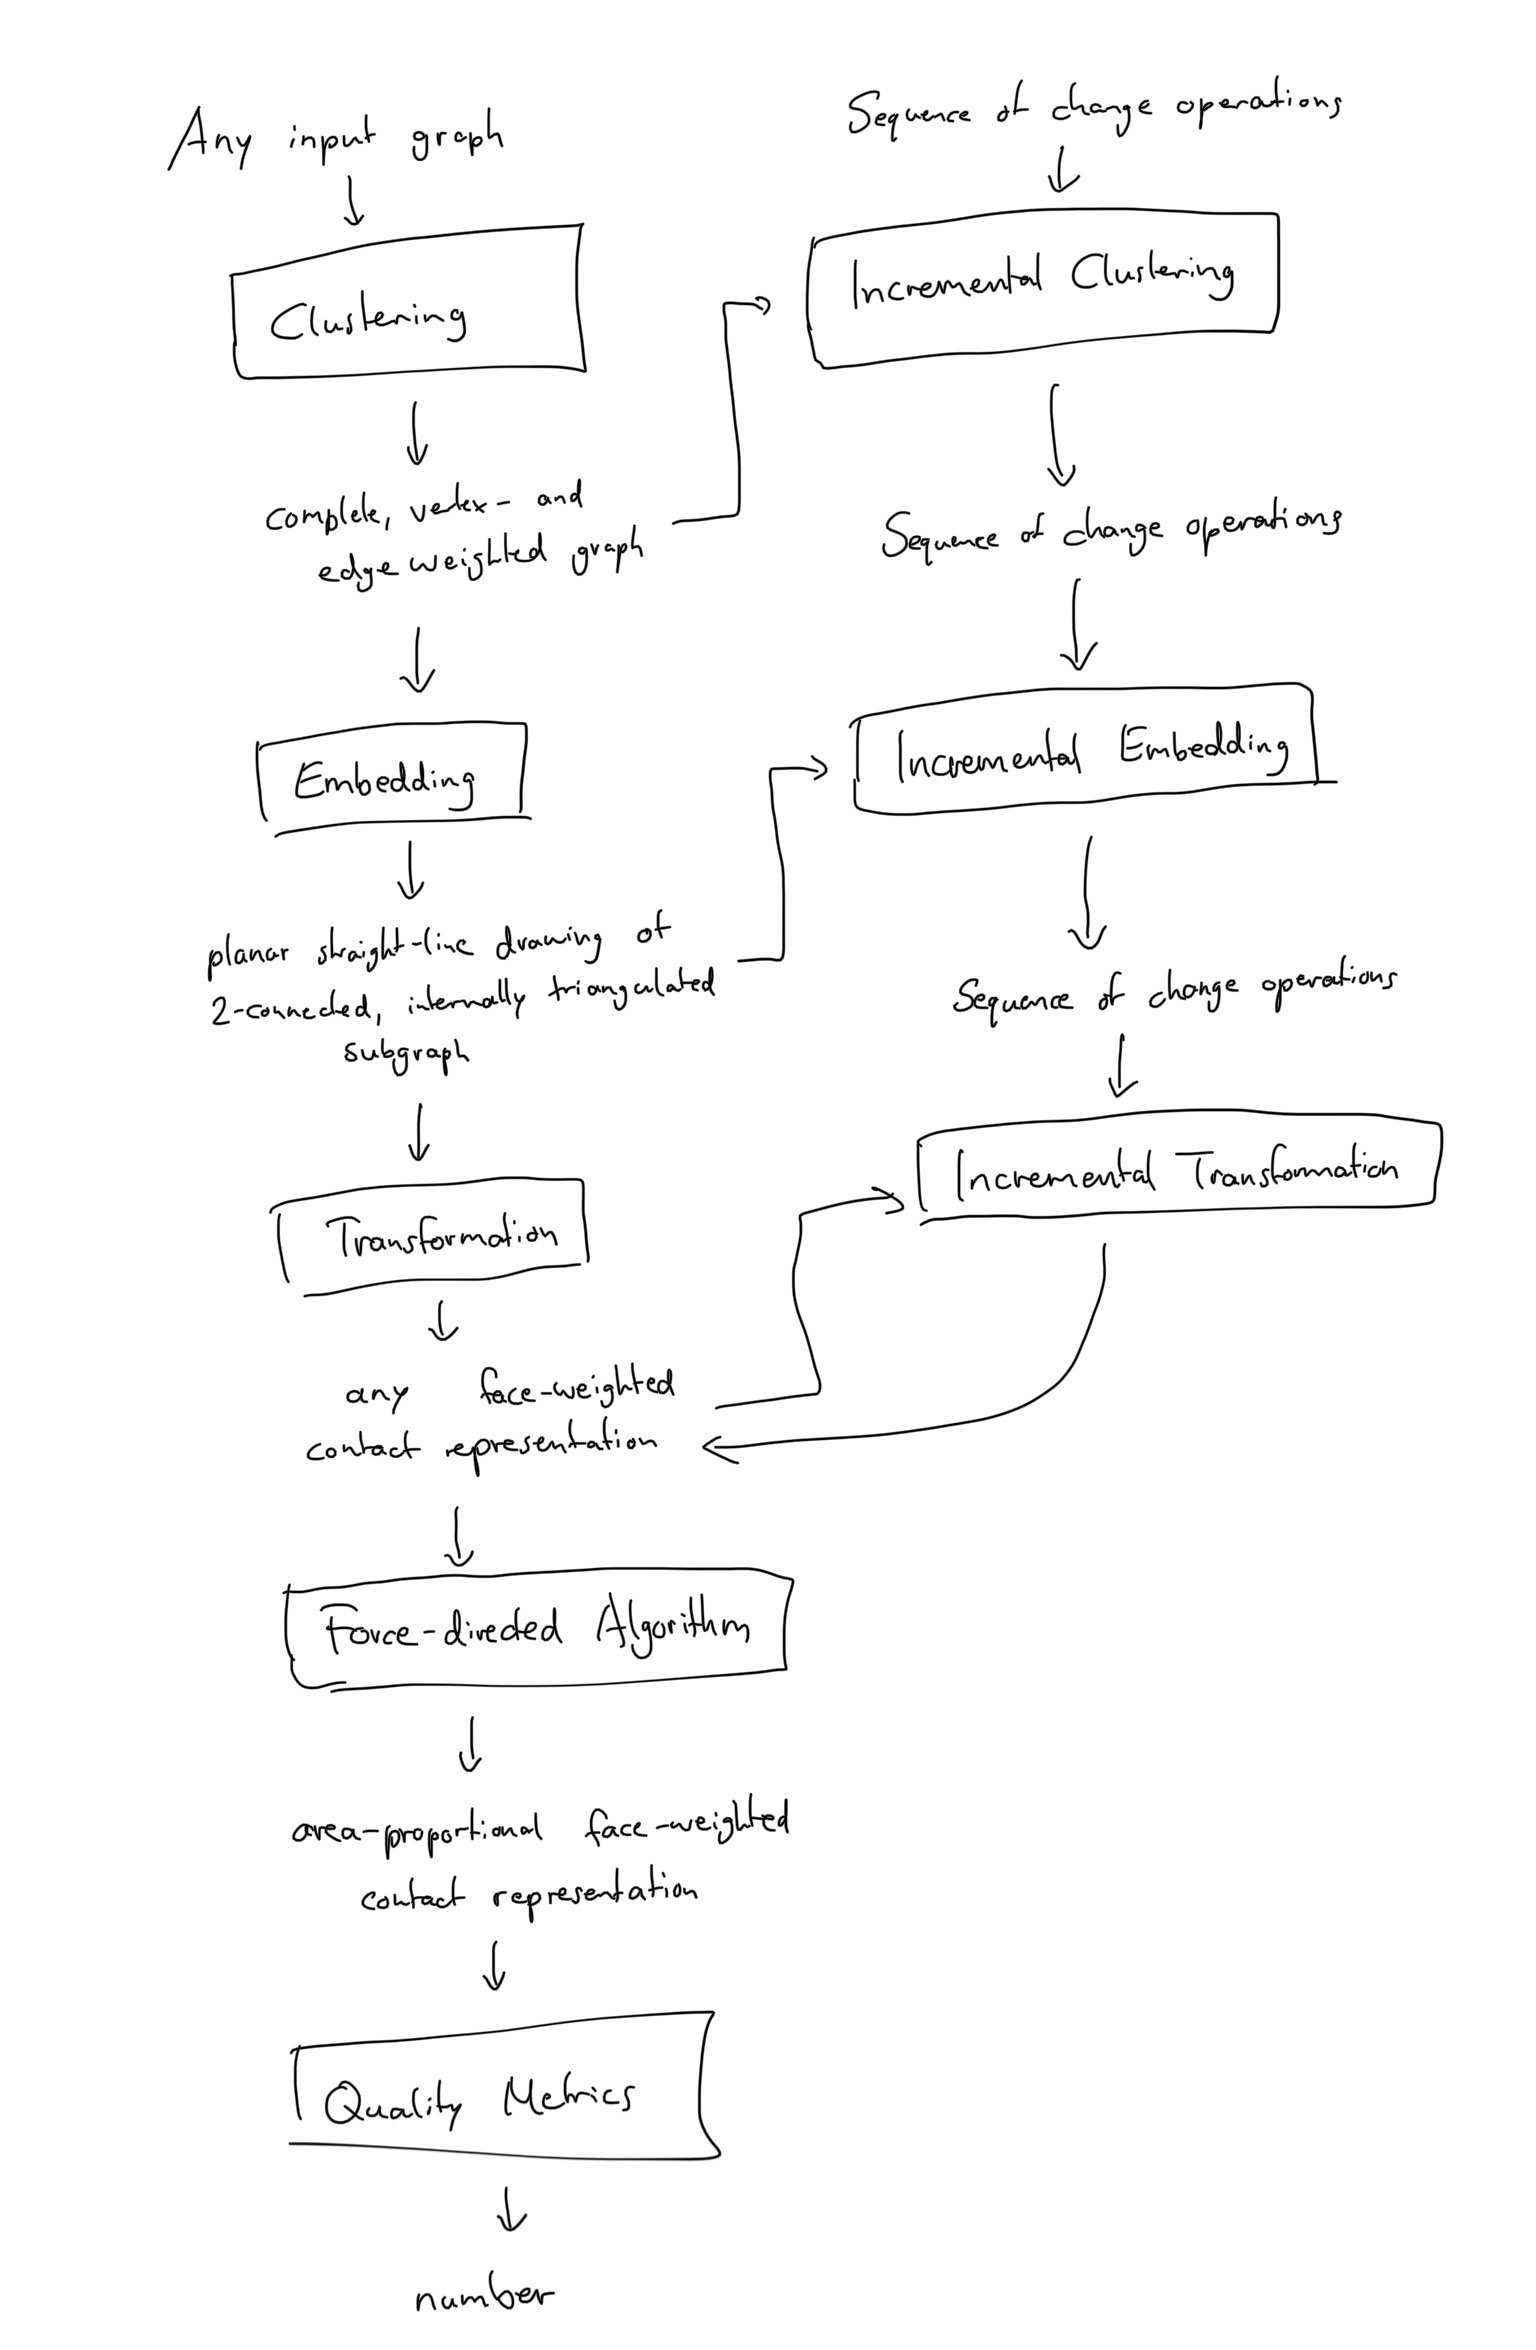 Any input graph
Clustering
complete, vertex- and
edge weighted graph
Embedding
planar straight-line drawing of
2-connected, internally triangulated
subgraph
Transformation
any face-weighted
contact representation
Force-directed Algorithm
area-proportional face-weighted
contact representation
Quality Metrics
number
Sequence of change operations
Incremental Clustering
Sequence of change operations
Incremental Embedding
Sequence of change operations
Incremental Transformation